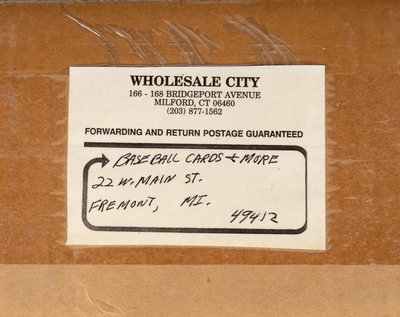 WHOLESALE CITY
166 - 168 BRIDGEPORT AVENUE
MILFORD, CT 06460
(203) 877-1562
FORWARDING AND RETURN POSTAGE GUARANTEED
BASEBALL CARDS + MORE
22 W. MAIN ST.
FREMONT, MI.
49412